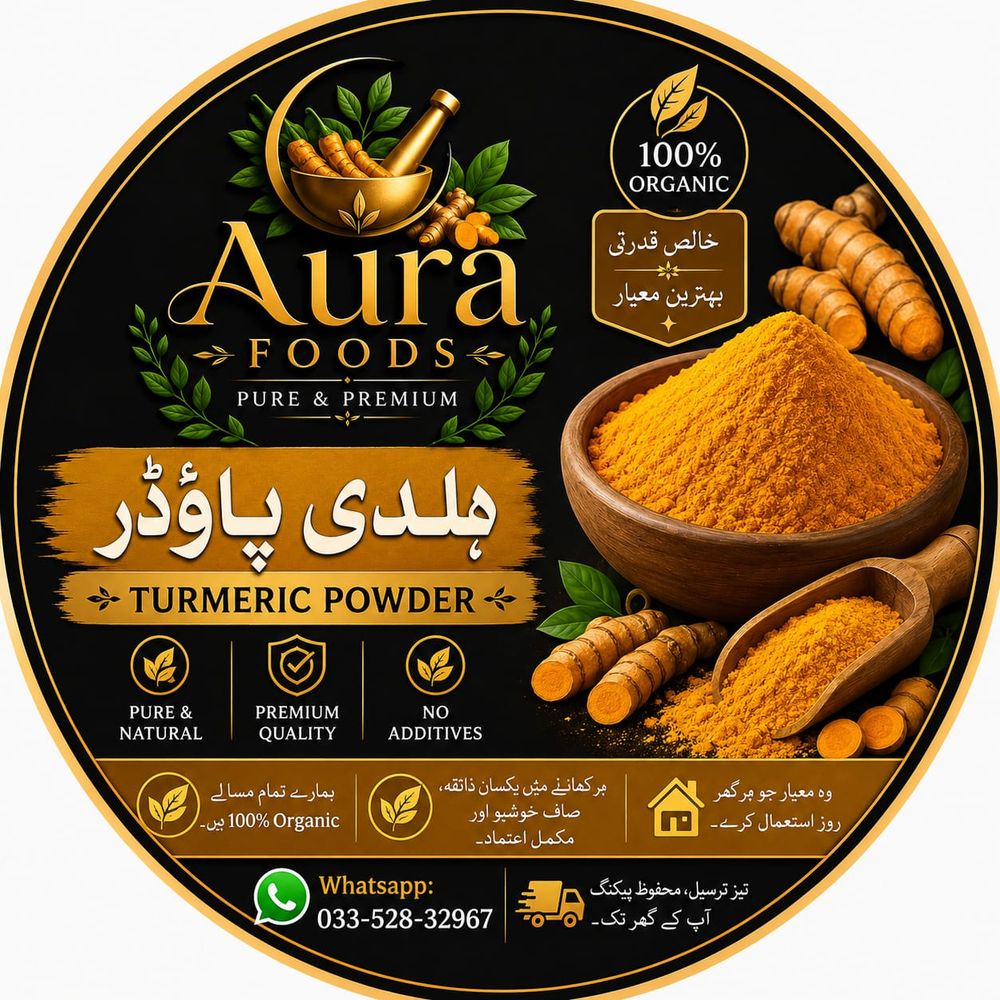 Aura
FOODS
PURE & PREMIUM
100%
ORGANIC
خالص قدرتی
بہترین معیار
ہلدی پاؤڈر
TURMERIC POWDER
PURE &
NATURAL
PREMIUM
QUALITY
NO
ADDITIVES
ہمارے تمام مسالے
100% Organic ہیں۔
ہر کھانے میں یکساں ذائقہ،
صاف خوشبو اور
مکمل اعتماد۔
وہ معیار جو ہر گھر
روز استعمال کرے۔
Whatsapp:
033-528-32967
تیز ترسیل، محفوظ پیکنگ
آپ کے گھر تک۔